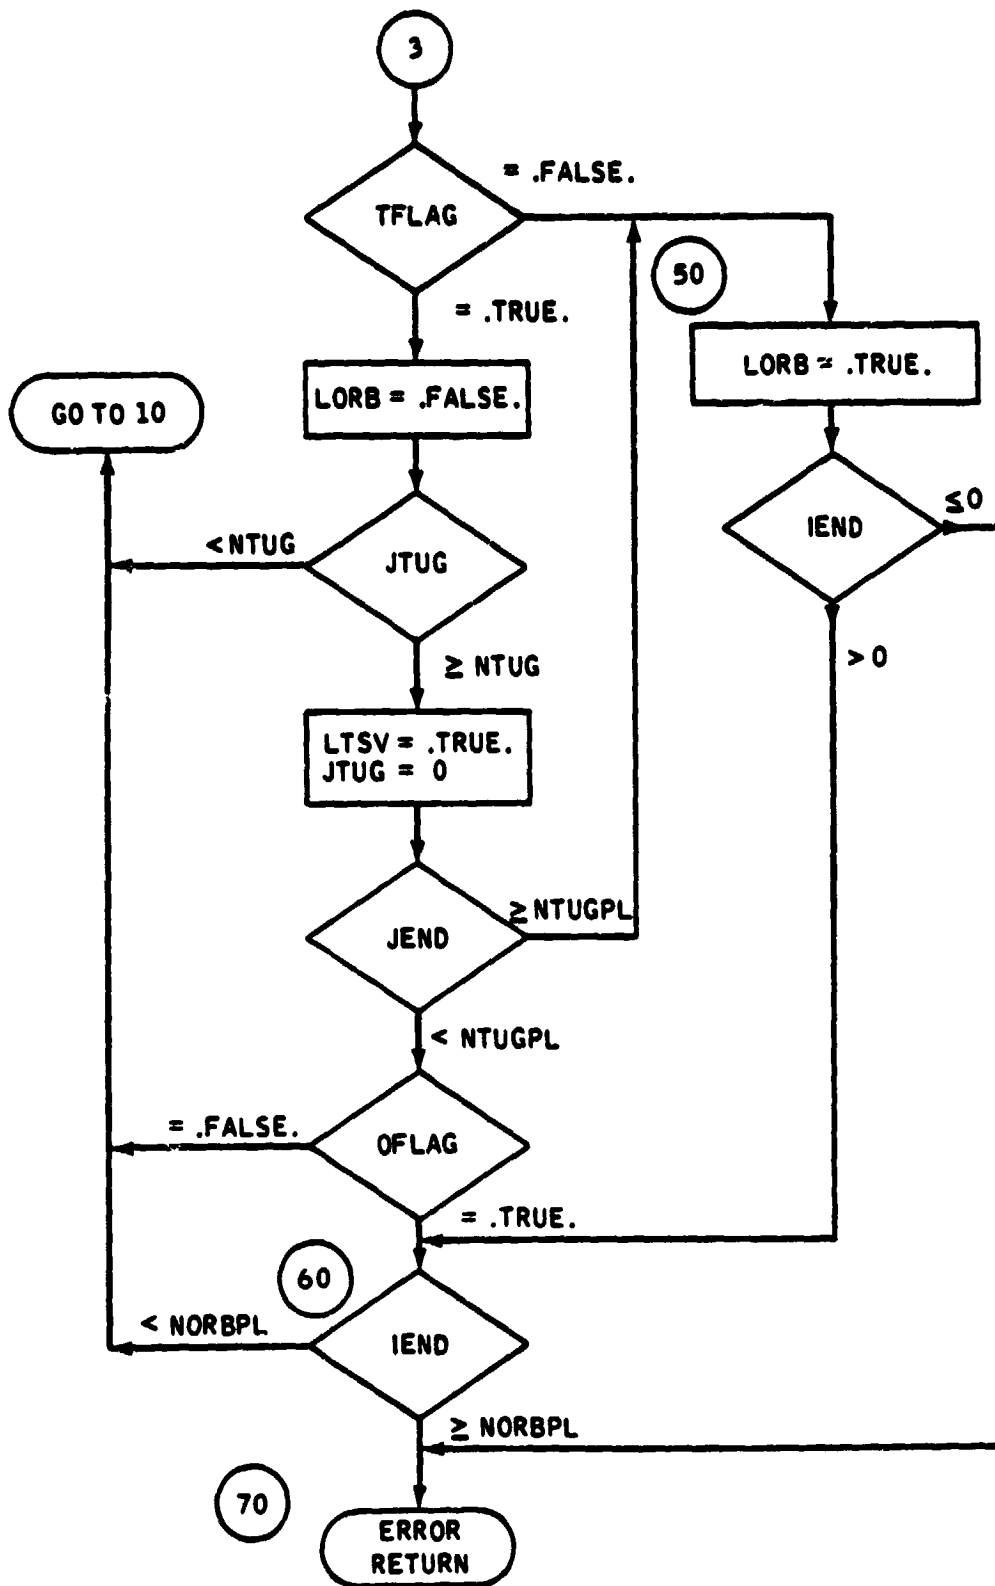 3
= .FALSE.
TFLAG
50
= .TRUE.
LORB = .TRUE.
LORB = .FALSE.
GO TO 10
≤0
IEND
<NTUG
JTUG
>0
≥ NTUG
LTSV = .TRUE.
JTUG = 0
≥ NTUGPL
JEND
< NTUGPL
= .FALSE.
OFLAG
= .TRUE.
60
< NORBPL
IEND
≥ NORBPL
70
ERROR
RETURN